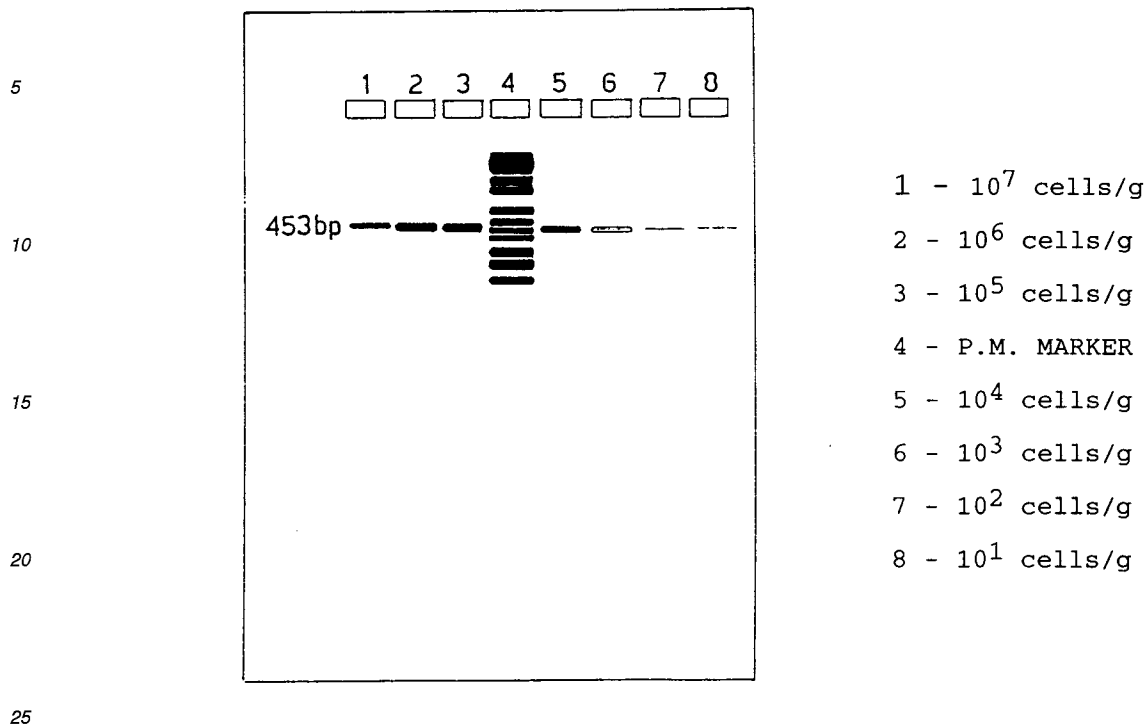 5
1 2 3 4 5 6 7 8
1 - 10⁷ cells/g
453bp
2 - 10⁶ cells/g
10
3 - 10⁵ cells/g
4 - P.M. MARKER
15
5 - 10⁴ cells/g
6 - 10³ cells/g
7 - 10² cells/g
20
8 - 10¹ cells/g
25